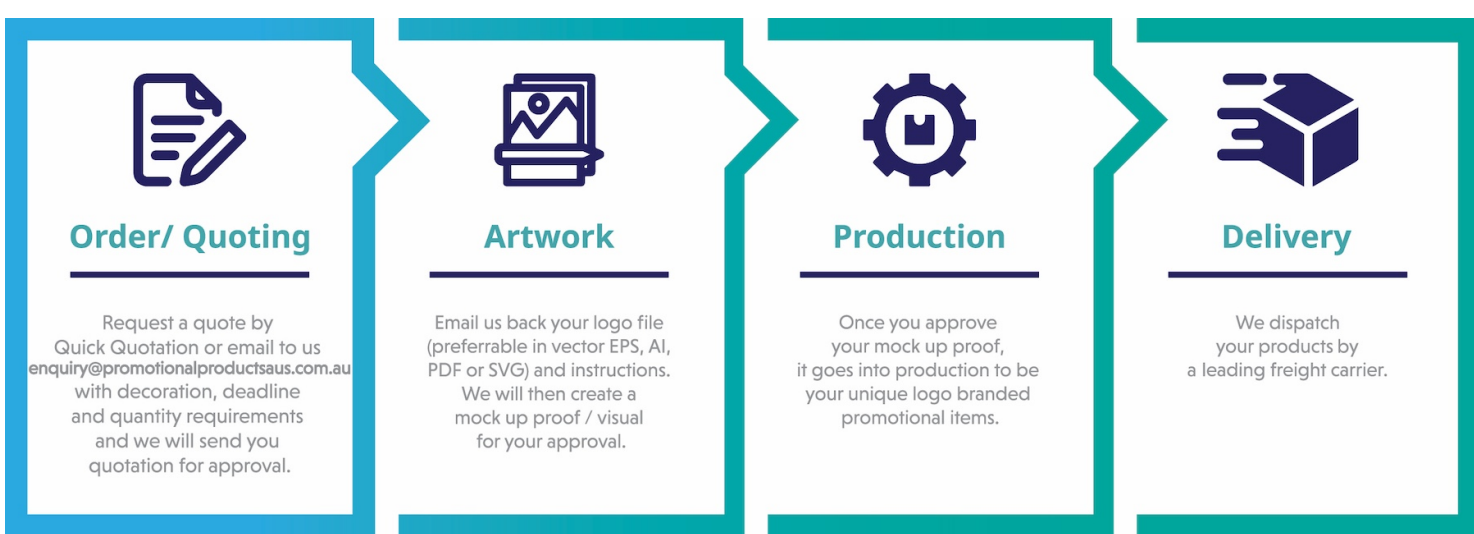 Order/ Quoting
Request a quote by
Quick Quotation or email to us
enquiry@promotionalproductsaus.com.au
with decoration, deadline
and quantity requirements
and we will send you
quotation for approval.
Artwork
Email us back your logo file
(preferrable in vector EPS, AI,
PDF or SVG) and instructions.
We will then create a
mock up proof / visual
for your approval.
Production
Once you approve
your mock up proof,
it goes into production to be
your unique logo branded
promotional items.
Delivery
We dispatch
your products by
a leading freight carrier.